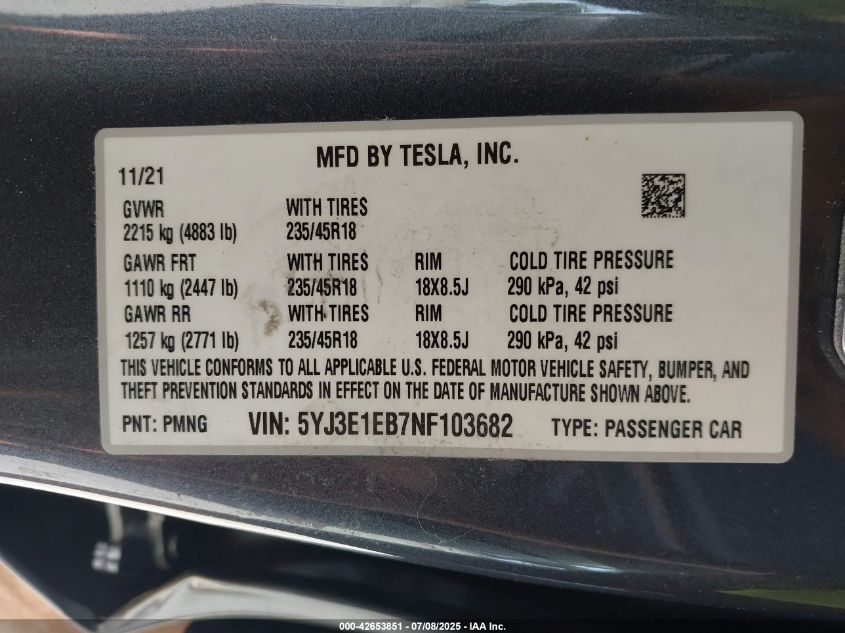 MFD BY TESLA, INC.
11/21
GVWR WITH TIRES
2215 kg (4883 lb) 235/45R18
GAWR FRT WITH TIRES RIM COLD TIRE PRESSURE
1110 kg (2447 lb) 235/45R18 18X8.5J 290 kPa, 42 psi
GAWR RR WITH TIRES RIM COLD TIRE PRESSURE
1257 kg (2771 lb) 235/45R18 18X8.5J 290 kPa, 42 psi
THIS VEHICLE CONFORMS TO ALL APPLICABLE U.S. FEDERAL MOTOR VEHICLE SAFETY, BUMPER, AND
THEFT PREVENTION STANDARDS IN EFFECT ON THE DATE OF MANUFACTURE SHOWN ABOVE.
PNT: PMNG VIN: 5YJ3E1EB7NF103682 TYPE: PASSENGER CAR
000-42653851 - 07/08/2025 - IAA Inc.